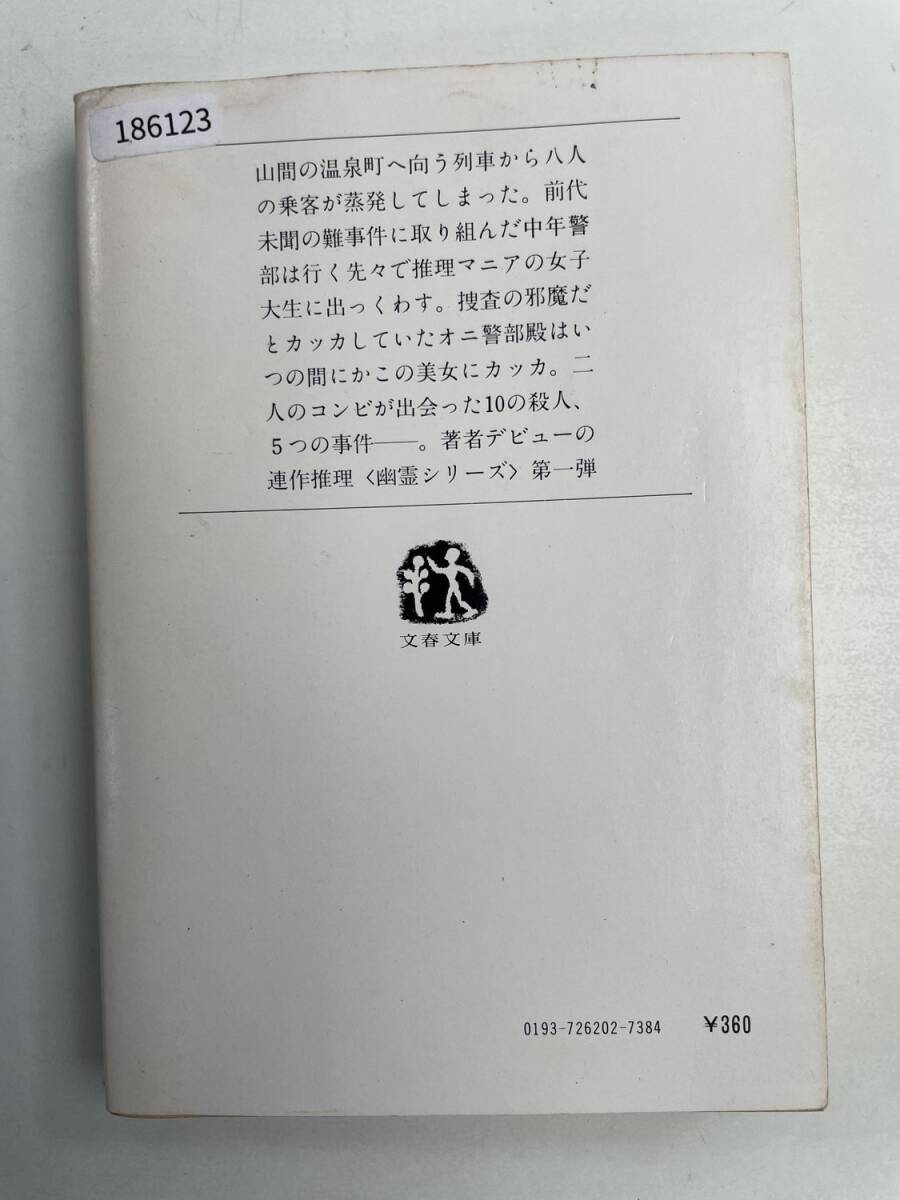 186123
山間の温泉町へ向う列車から八人
の乗客が蒸発してしまった。前代
未聞の難事件に取り組んだ中年警
部は行く先々で推理マニアの女子
大生に出っくわす。捜査の邪魔だ
とカッカしていたオニ警部殿はい
つの間にかこの美女にカッカ。二
人のコンビが出会った10の殺人、
5つの事件――。著者デビューの
連作推理〈幽霊シリーズ〉第一弾
文春文庫
0193-726202-7384 ¥360